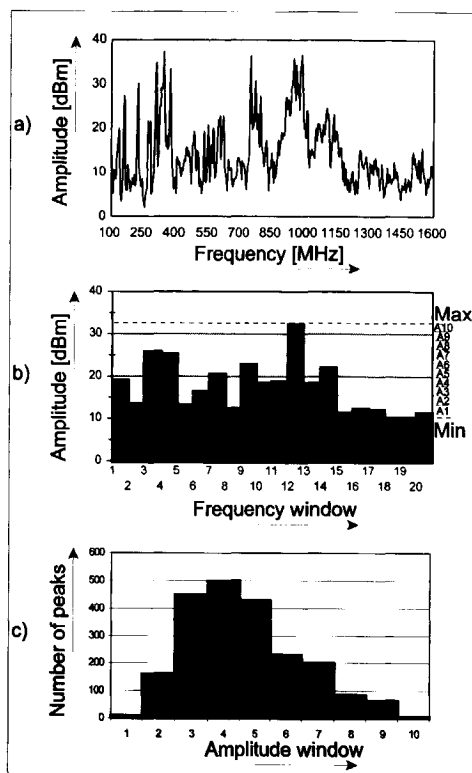 a)
Amplitude [dBm]
40
30
20
10
0
100 250 400 550 700 850 1000 1150 1300 1450 1600
Frequency [MHz]
b)
Amplitude [dBm]
40
30
20
10
0
Max
A10
A9
A8
A7
A6
A5
A4
A3
A2
A1
Min
1 3 5 7 9 11 13 15 17 19
2 4 6 8 10 12 14 16 18 20
Frequency window
c)
Number of peaks
600
500
400
300
200
100
0
1 2 3 4 5 6 7 8 9 10
Amplitude window